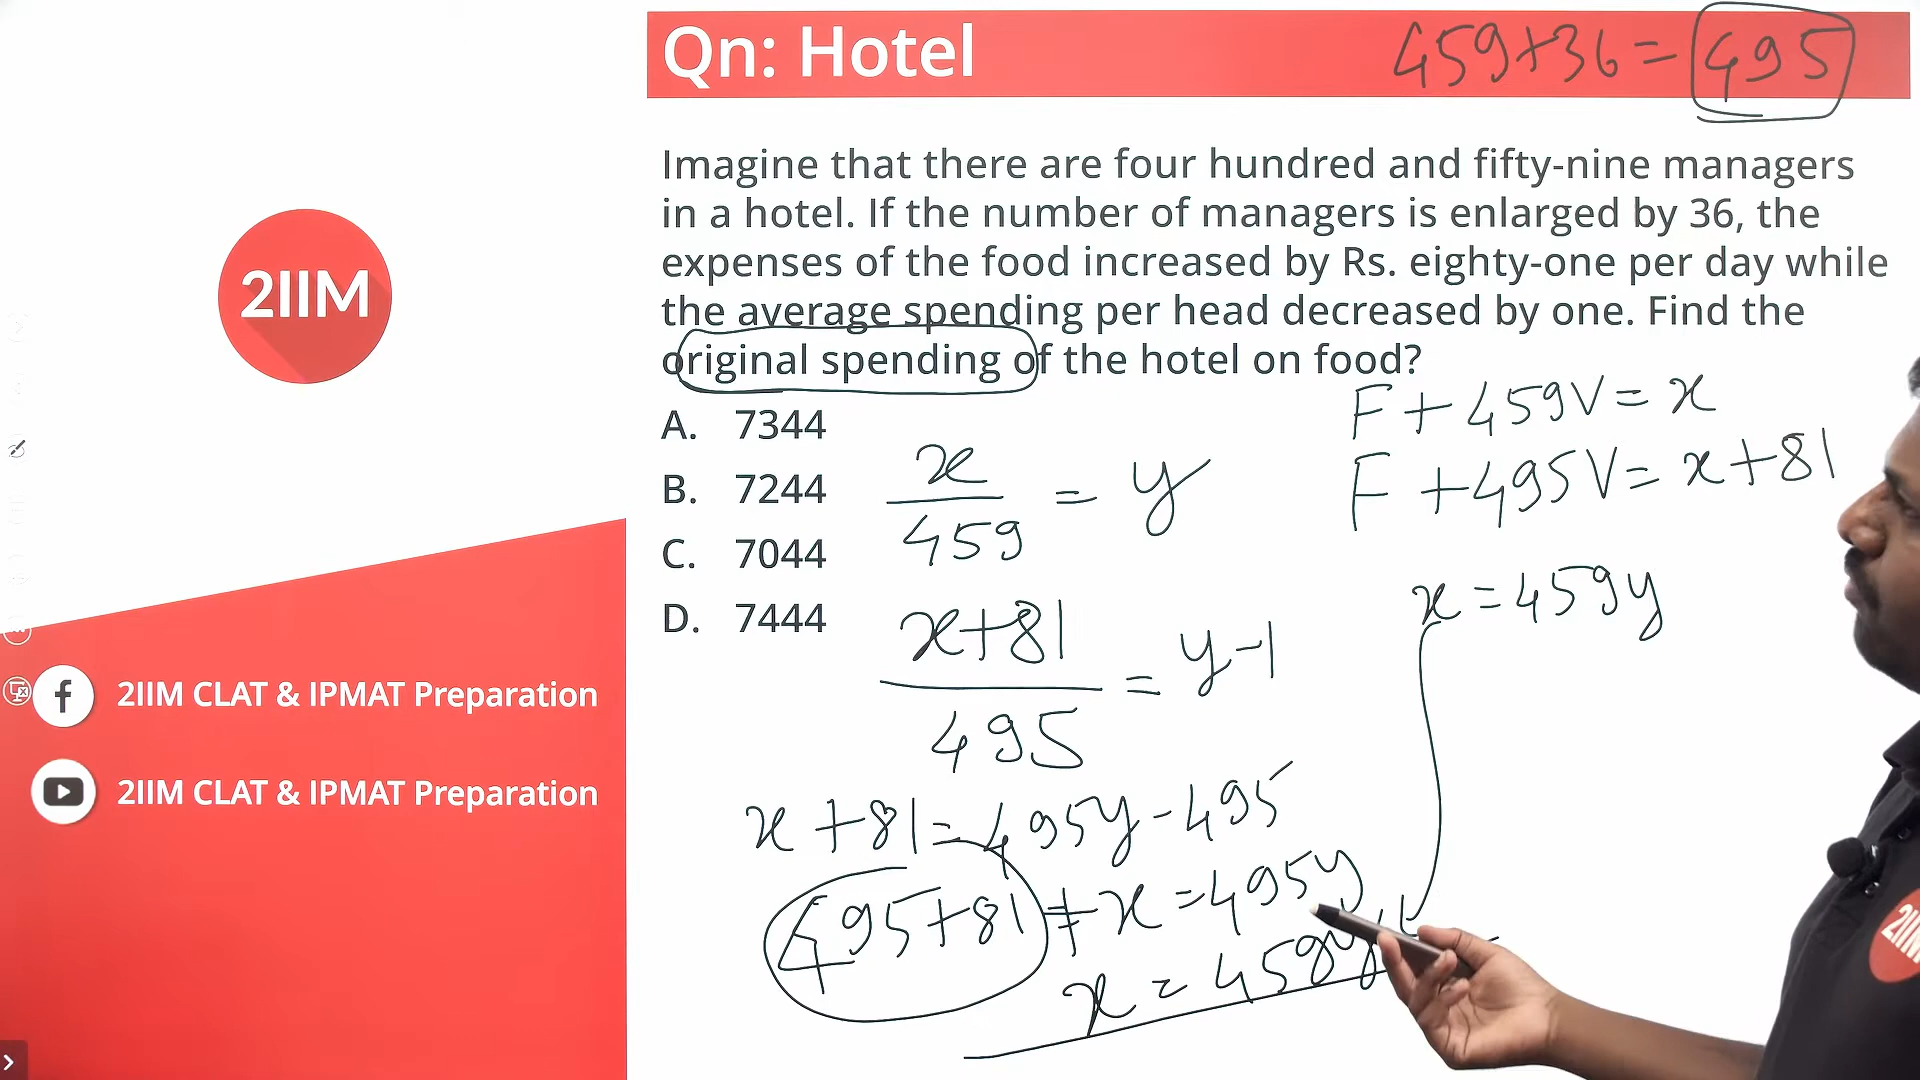 Qn: Hotel
459+36=495
Imagine that there are four hundred and fifty-nine managers
in a hotel. If the number of managers is enlarged by 36, the
expenses of the food increased by Rs. eighty-one per day while
the average spending per head decreased by one. Find the
original spending of the hotel on food?
A. 7344
B. 7244
C. 7044
D. 7444
x/459 = y
x+81/495 = y-1
x+81=495y-495
495+81+x=495y
x=459y
F+459V=x
F+495V=x+81
x=459y
2IIM
f 2IIM CLAT & IPMAT Preparation
2IIM CLAT & IPMAT Preparation
2IIM